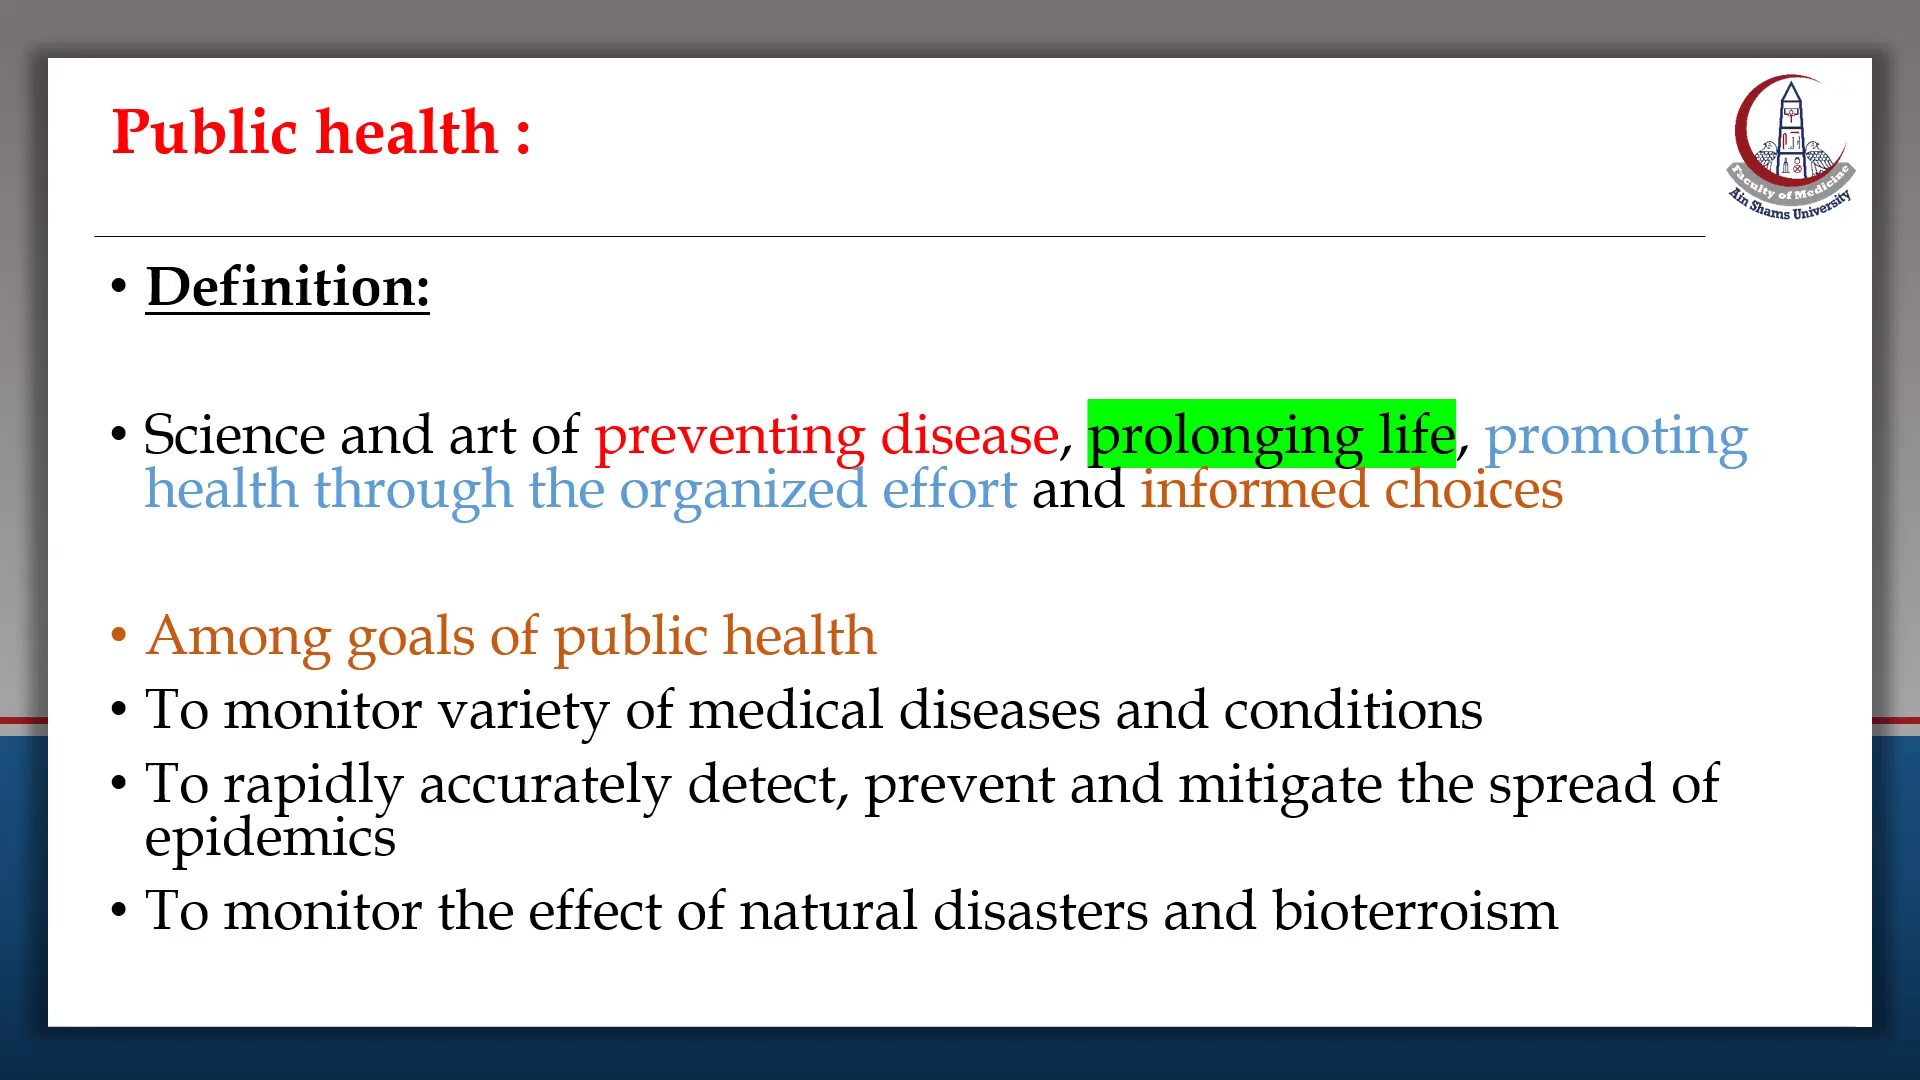 Public health :
Faculty of Medicine
Ain Shams University
• Definition:
• Science and art of preventing disease, prolonging life, promoting
health through the organized effort and informed choices
• Among goals of public health
• To monitor variety of medical diseases and conditions
• To rapidly accurately detect, prevent and mitigate the spread of
epidemics
• To monitor the effect of natural disasters and bioterroism